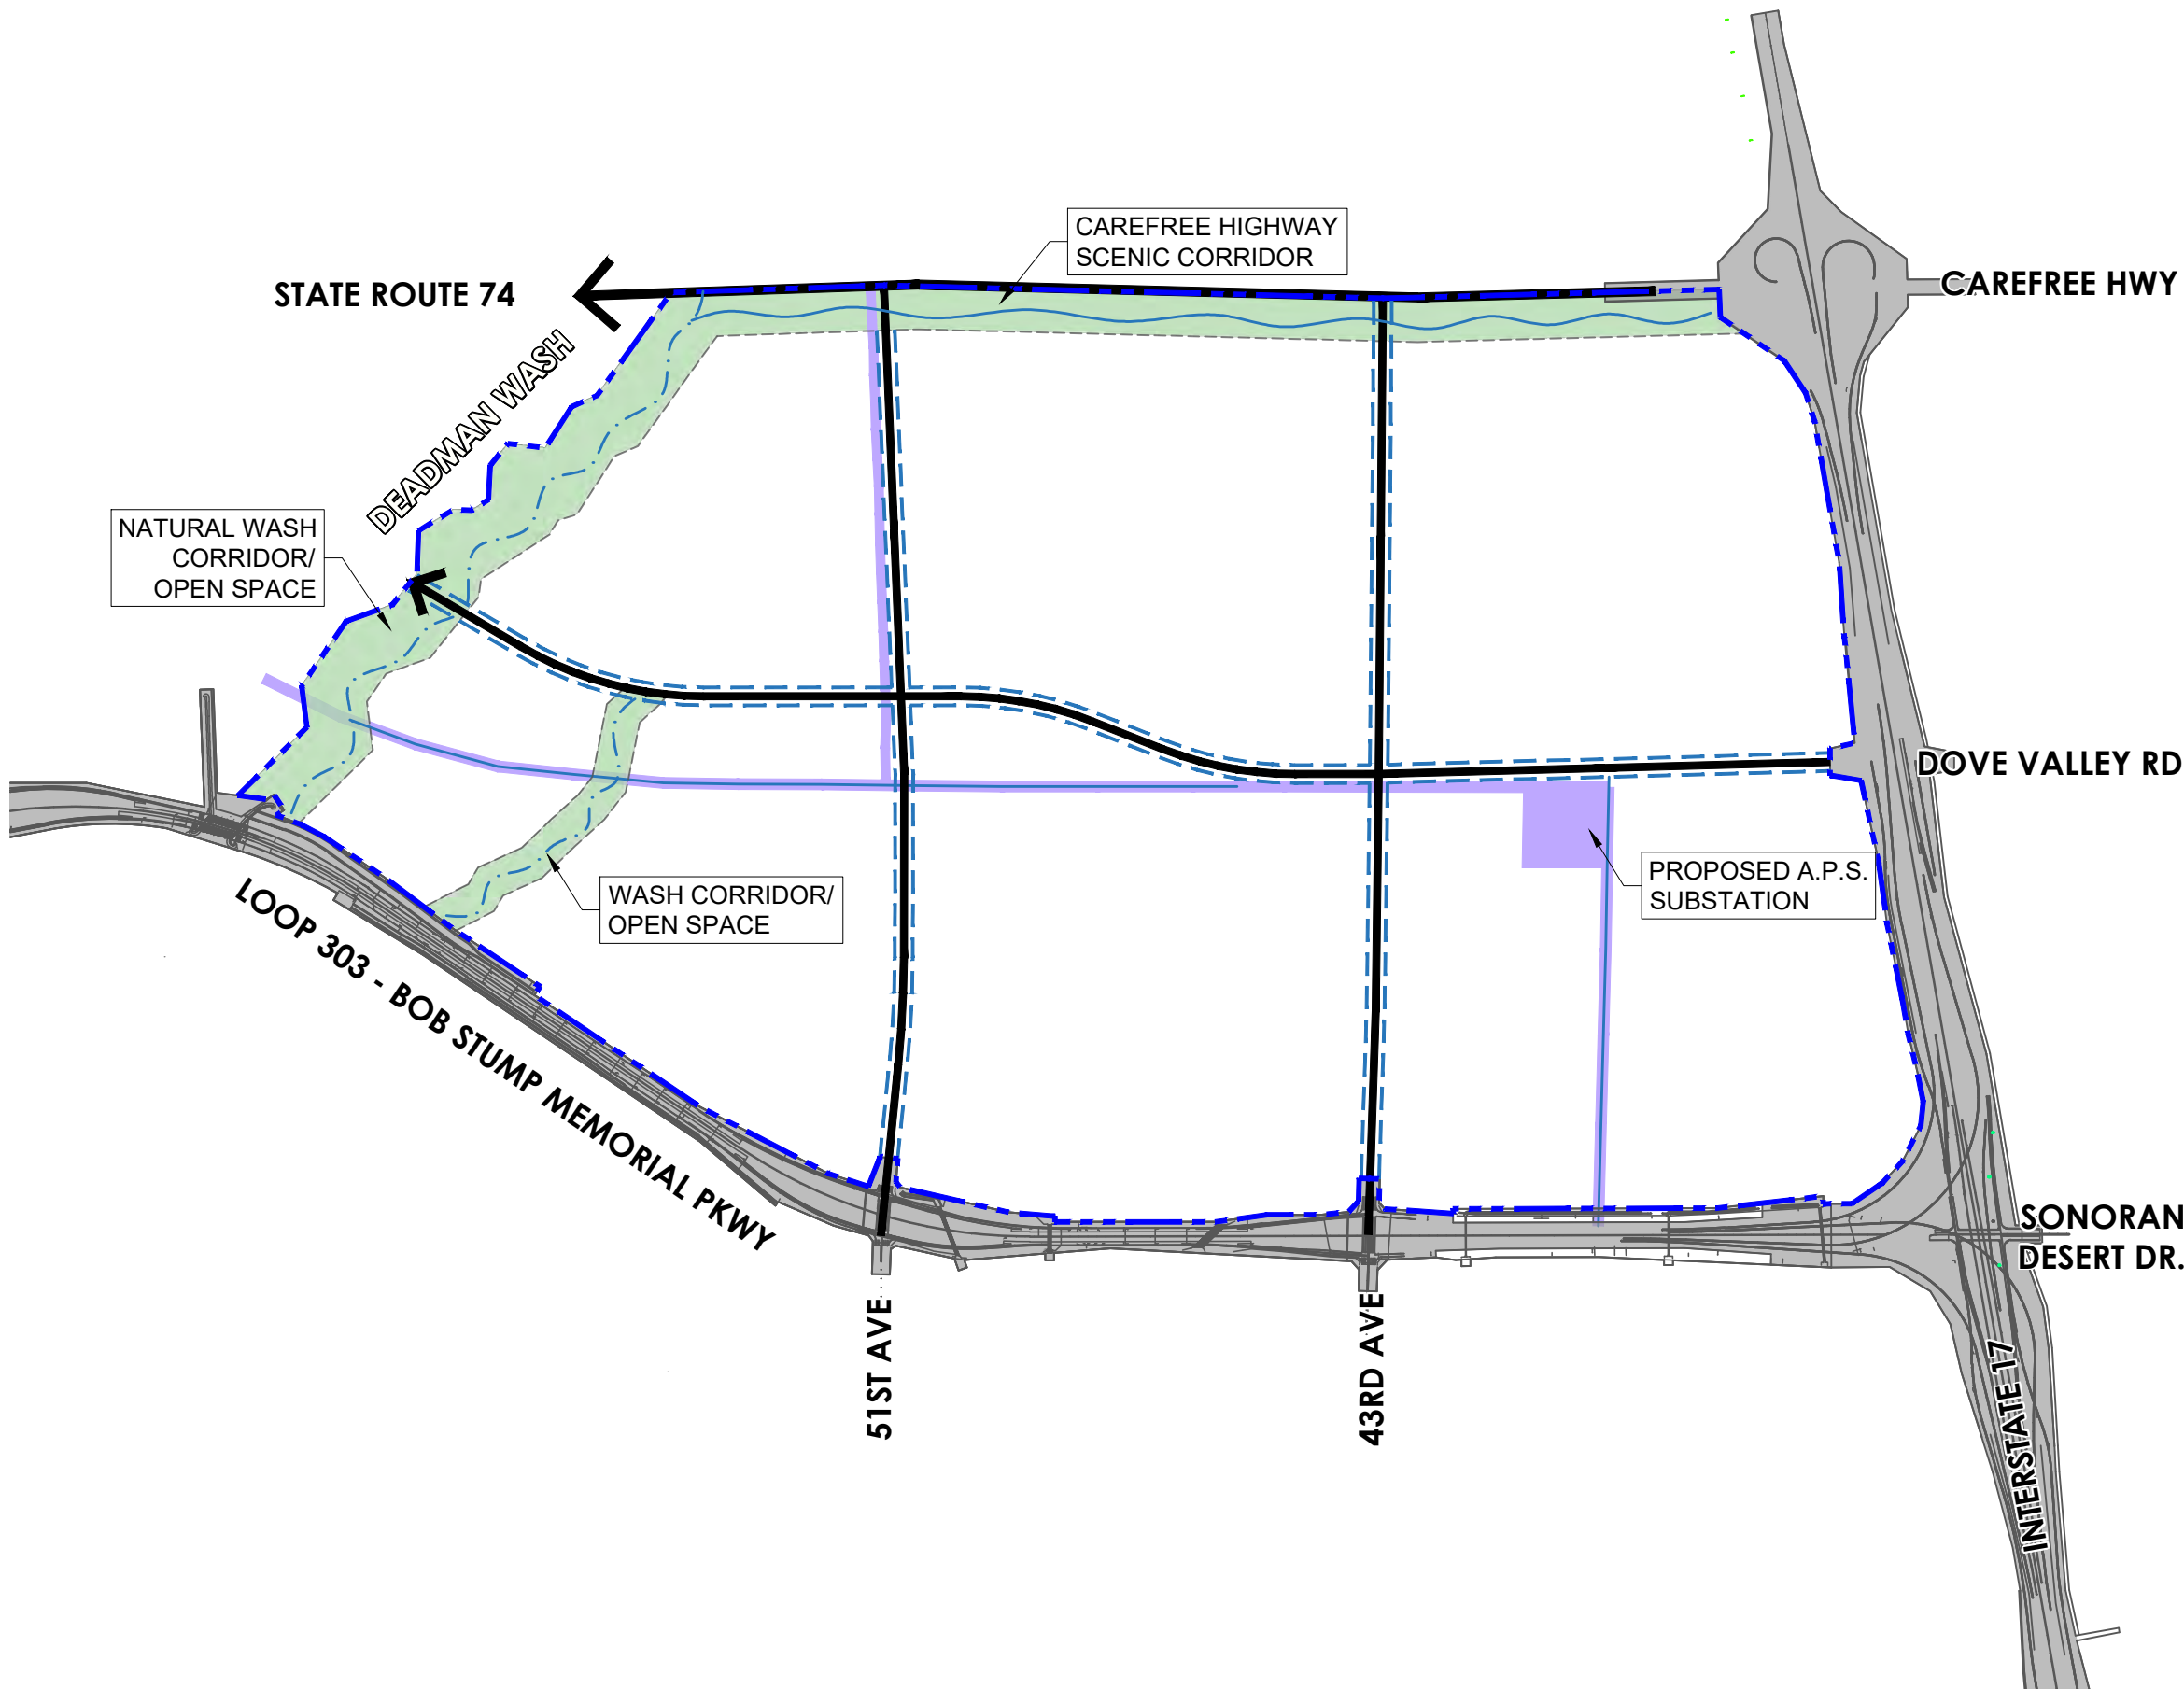 CAREFREE HIGHWAY
SCENIC CORRIDOR
STATE ROUTE 74
CAREFREE HWY
DEADMAN WASH
NATURAL WASH
CORRIDOR/
OPEN SPACE
DOVE VALLEY RD
PROPOSED A.P.S.
SUBSTATION
WASH CORRIDOR/
OPEN SPACE
LOOP 303 - BOB STUMP MEMORIAL PKWY
SONORAN
DESERT DR.
51ST AVE
43RD AVE
INTERSTATE 17